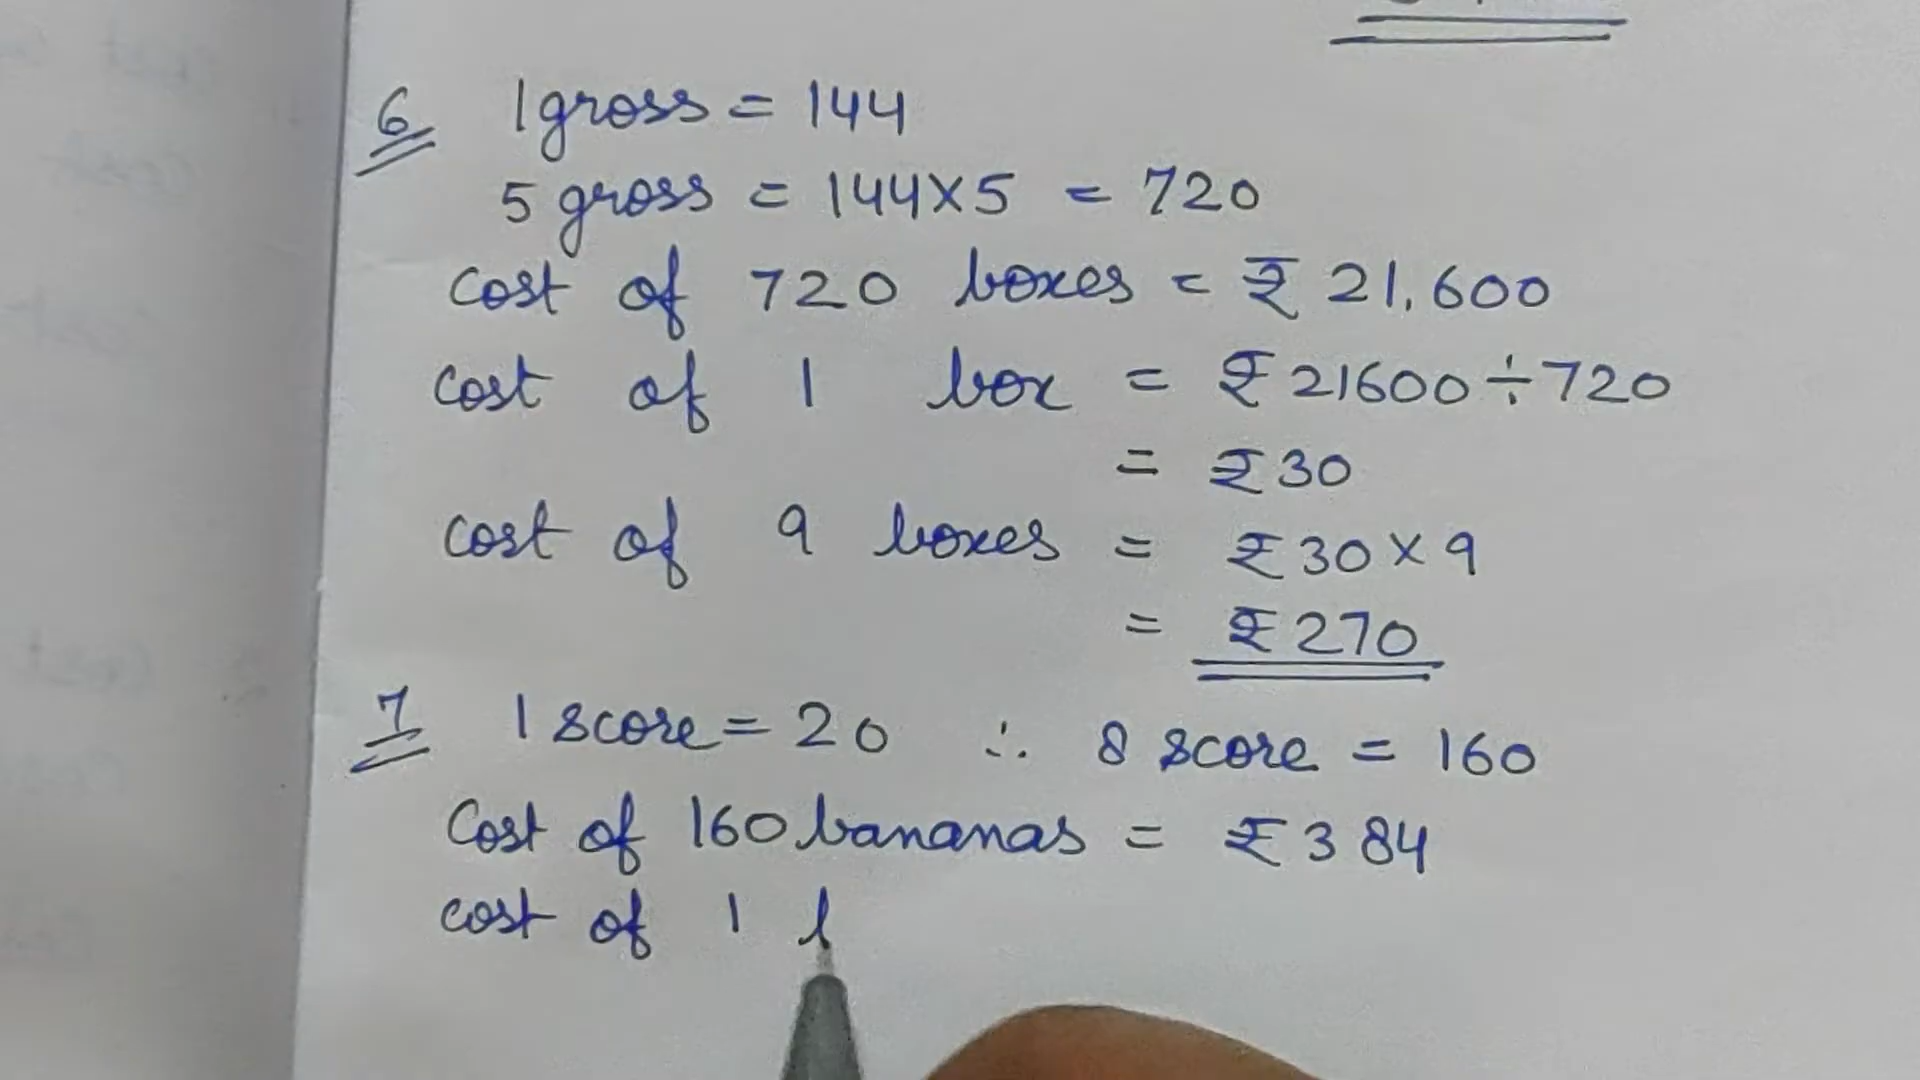 6 1 gross = 144
5 gross = 144×5 = 720
cost of 720 boxes = ₹ 21,600
cost of 1 box = ₹ 21600÷720
= ₹30
cost of 9 boxes = ₹30×9
= ₹270
7 1 score = 20 ∴ 8 score = 160
Cost of 160 bananas = ₹384
cost of 1